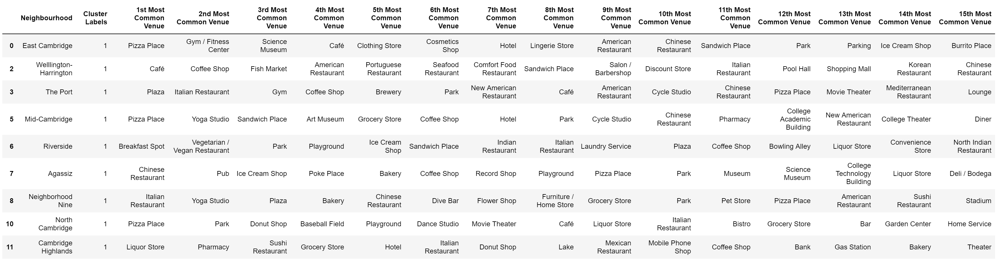 Neighbourhood Cluster Labels 1st Most Common Venue 2nd Most Common Venue 3rd Most Common Venue 4th Most Common Venue 5th Most Common Venue 6th Most Common Venue 7th Most Common Venue 8th Most Common Venue 9th Most Common Venue 10th Most Common Venue 11th Most Common Venue 12th Most Common Venue 13th Most Common Venue 14th Most Common Venue 15th Most Common Venue
0 East Cambridge 1 Pizza Place Gym / Fitness Center Science Museum Café Clothing Store Cosmetics Shop Hotel Lingerie Store American Restaurant Chinese Restaurant Sandwich Place Park Parking Ice Cream Shop Burrito Place
2 Welllington-Harrington 1 Café Coffee Shop Fish Market American Restaurant Portuguese Restaurant Seafood Restaurant Comfort Food Restaurant Sandwich Place Salon / Barbershop Discount Store Italian Restaurant Pool Hall Shopping Mall Korean Restaurant Chinese Restaurant
3 The Port 1 Plaza Italian Restaurant Gym Coffee Shop Brewery Park New American Restaurant Café American Restaurant Cycle Studio Chinese Restaurant Pizza Place Movie Theater Mediterranean Restaurant Lounge
5 Mid-Cambridge 1 Pizza Place Yoga Studio Sandwich Place Art Museum Grocery Store Coffee Shop Hotel Park Cycle Studio Chinese Restaurant Pharmacy College Academic Building New American Restaurant College Theater Diner
6 Riverside 1 Breakfast Spot Vegetarian / Vegan Restaurant Park Playground Ice Cream Shop Sandwich Place Indian Restaurant Italian Restaurant Laundry Service Plaza Coffee Shop Bowling Alley Liquor Store Convenience Store North Indian Restaurant
7 Agassiz 1 Chinese Restaurant Pub Ice Cream Shop Poke Place Bakery Coffee Shop Record Shop Playground Pizza Place Park Museum Science Museum College Technology Building Liquor Store Deli / Bodega
8 Neighborhood Nine 1 Italian Restaurant Yoga Studio Plaza Bakery Chinese Restaurant Dive Bar Flower Shop Furniture / Home Store Grocery Store Park Pet Store Pizza Place American Restaurant Sushi Restaurant Stadium
10 North Cambridge 1 Pizza Place Park Donut Shop Baseball Field Playground Dance Studio Movie Theater Café Liquor Store Italian Restaurant Bistro Grocery Store Bar Garden Center Home Service
11 Cambridge Highlands 1 Liquor Store Pharmacy Sushi Restaurant Grocery Store Hotel Italian Restaurant Donut Shop Lake Mexican Restaurant Mobile Phone Shop Coffee Shop Bank Gas Station Bakery Theater